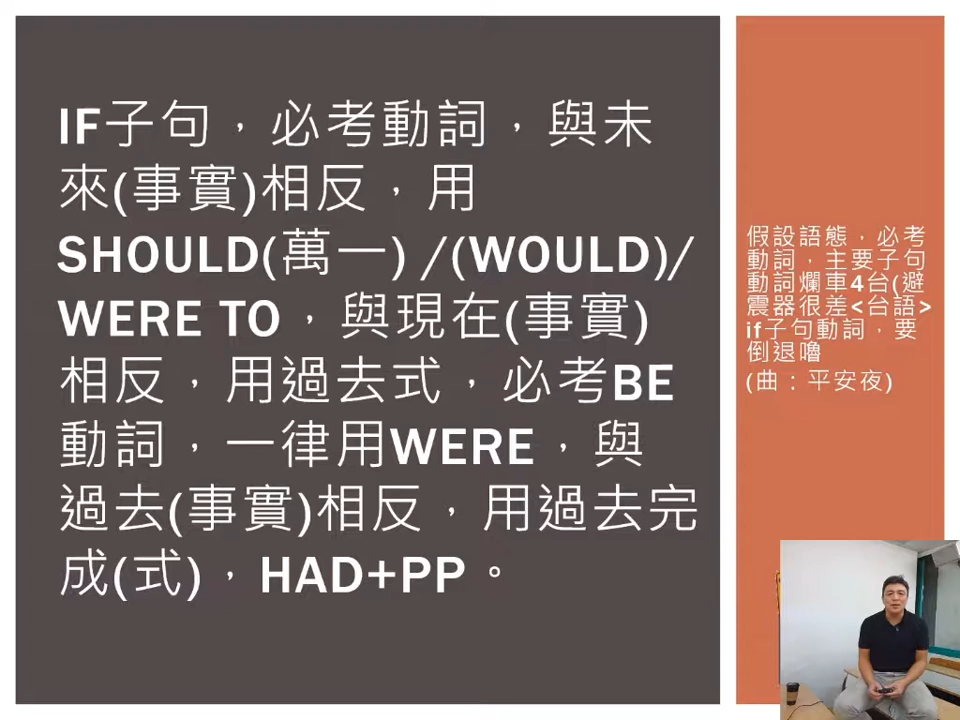 IF子句，必考動詞，與未
來(事實)相反，用
SHOULD(萬一) /(WOULD)/
WERE TO，與現在(事實)
相反，用過去式，必考BE
動詞，一律用WERE，與
過去(事實)相反，用過去完
成(式)，HAD+PP。
假設語態，必考
動詞，主要子句
動詞爛車4台(避
震器很差<台語>
if子句動詞，要
倒退嚕
(曲：平安夜)